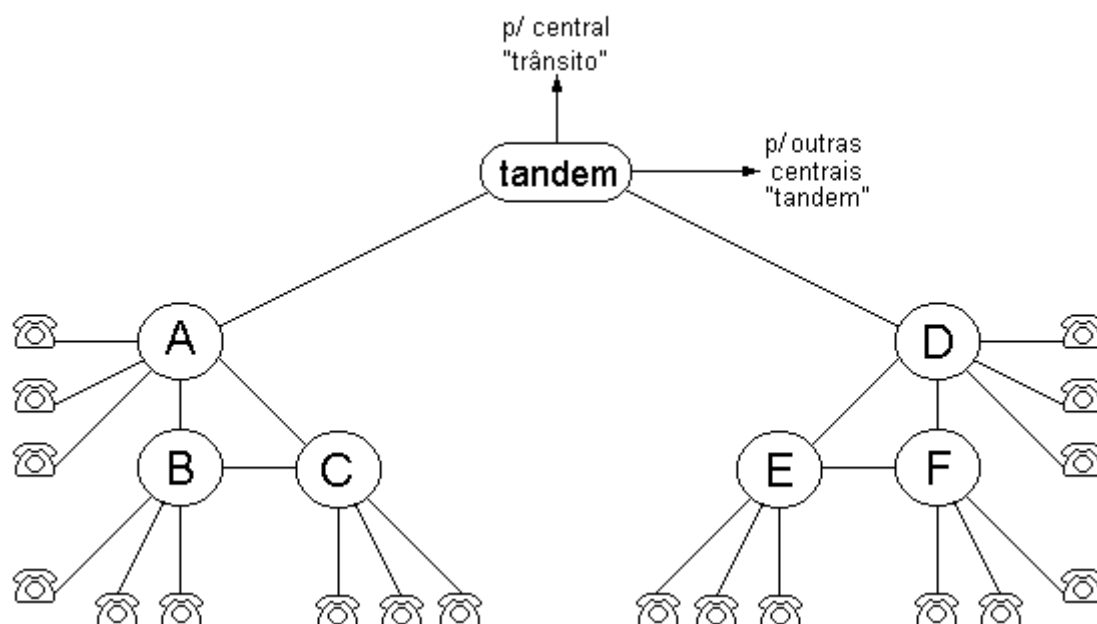 p/ central
"trânsito"
tandem
p/ outras
centrais
"tandem"
A
D
B
C
E
F